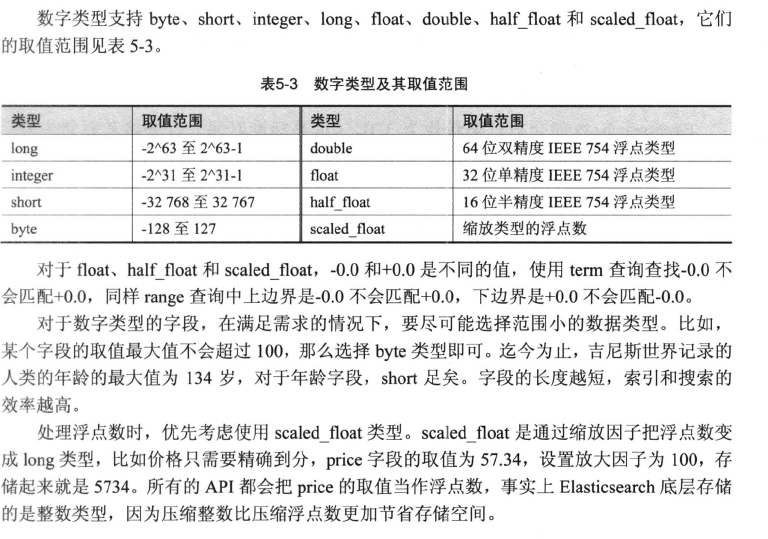 数字类型支持 byte、short、integer、long、float、double、half_float 和 scaled_float，它们
的取值范围见表 5-3。
表5-3 数字类型及其取值范围
类型 取值范围 类型 取值范围
long -2^63 至 2^63-1 double 64 位双精度 IEEE 754 浮点类型
integer -2^31 至 2^31-1 float 32 位单精度 IEEE 754 浮点类型
short -32 768 至 32 767 half_float 16 位半精度 IEEE 754 浮点类型
byte -128 至 127 scaled_float 缩放类型的浮点数
对于 float、half_float 和 scaled_float，-0.0 和+0.0 是不同的值，使用 term 查询查找-0.0 不
会匹配+0.0，同样 range 查询中上边界是-0.0 不会匹配+0.0，下边界是+0.0 不会匹配-0.0。
对于数字类型的字段，在满足需求的情况下，要尽可能选择范围小的数据类型。比如，
某个字段的取值最大值不会超过 100，那么选择 byte 类型即可。迄今为止，吉尼斯世界记录的
人类的年龄的最大值为 134 岁，对于年龄字段，short 足矣。字段的长度越短，索引和搜索的
效率越高。
处理浮点数时，优先考虑使用 scaled_float 类型。scaled_float 是通过缩放因子把浮点数变
成 long 类型，比如价格只需要精确到分，price 字段的取值为 57.34，设置放大因子为 100，存
储起来就是 5734。所有的 API 都会把 price 的取值当作浮点数，事实上 Elasticsearch 底层存储
的是整数类型，因为压缩整数比压缩浮点数更加节省存储空间。